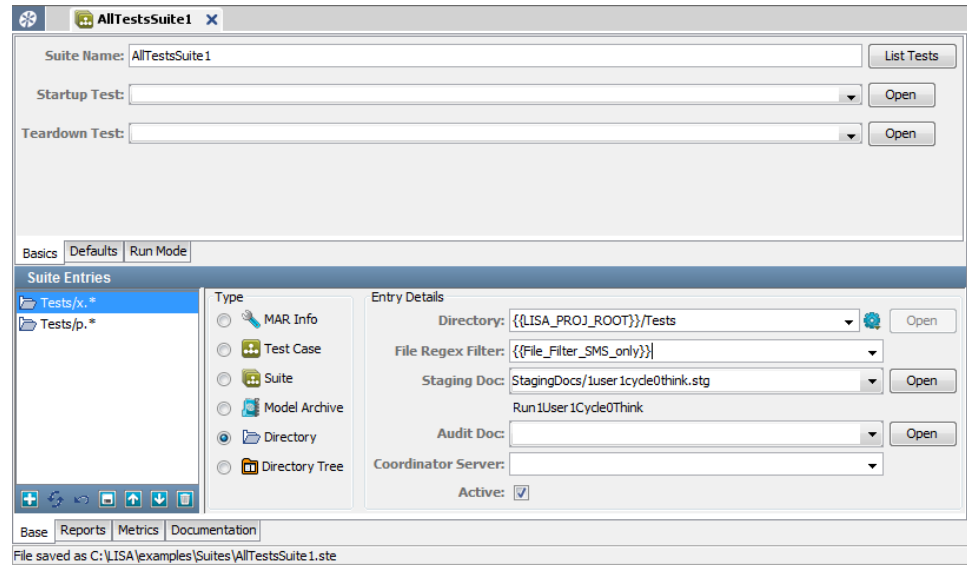 AllTestsSuite1
Suite Name: AllTestsSuite1 List Tests
Startup Test: Open
Teardown Test: Open
Basics Defaults Run Mode
Suite Entries
Tests/x.*
Tests/p.*
Type
MAR Info
Test Case
Suite
Model Archive
Directory
Directory Tree
Entry Details
Directory: {{LISA_PROJ_ROOT}}/Tests Open
File Regex Filter: {{File_Filter_SMS_only}}
Staging Doc: StagingDocs/1user1cycle0think.stg Open
Run1User1Cycle0Think
Audit Doc: Open
Coordinator Server:
Active:
Base Reports Metrics Documentation
File saved as C:\LISA\examples\Suites\AllTestsSuite1.ste